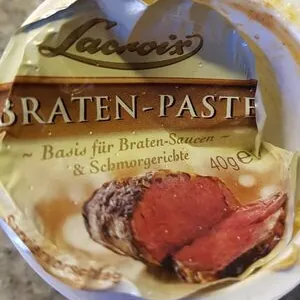 Lacroix
BRATEN-PASTE
~ Basis für Braten-Saucen ~
& Schmorgerichte
40g e